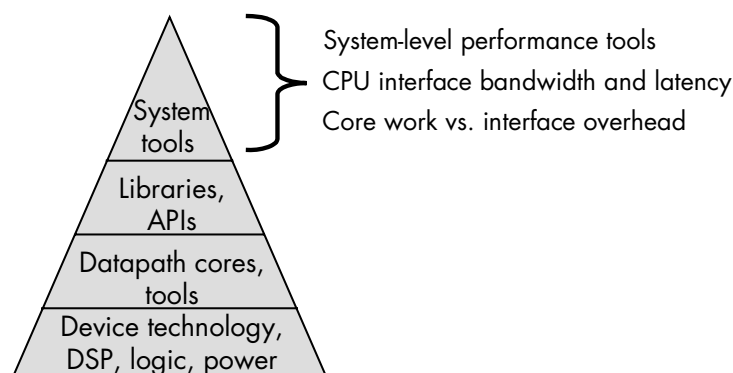 System-level performance tools
CPU interface bandwidth and latency
Core work vs. interface overhead
System
tools
Libraries,
APIs
Datapath cores,
tools
Device technology,
DSP, logic, power